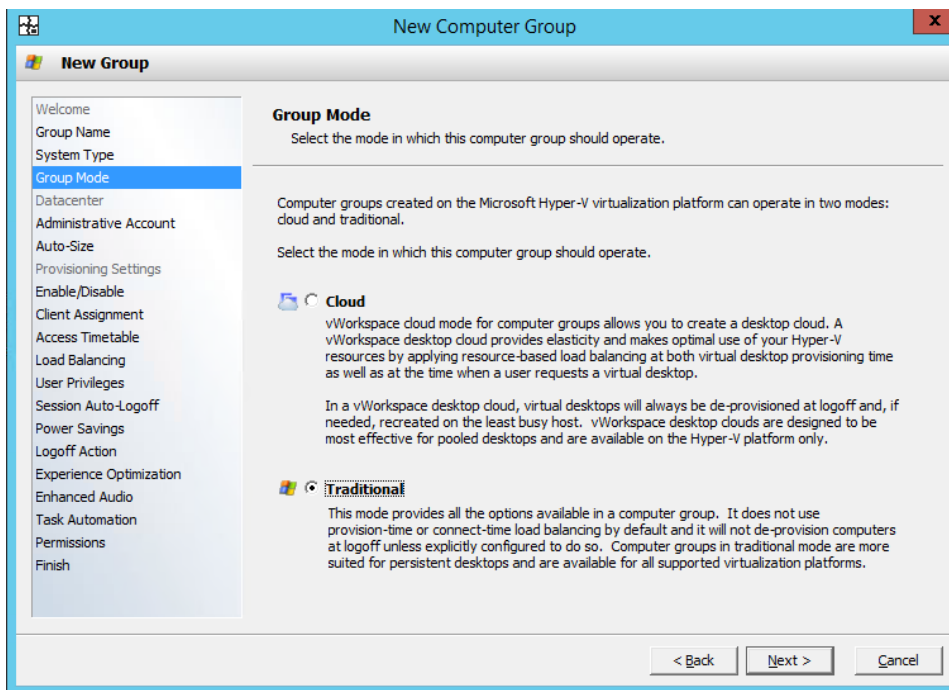 New Computer Group
x
New Group
Welcome
Group Name
System Type
Group Mode
Datacenter
Administrative Account
Auto-Size
Provisioning Settings
Enable/Disable
Client Assignment
Access Timetable
Load Balancing
User Privileges
Session Auto-Logoff
Power Savings
Logoff Action
Experience Optimization
Enhanced Audio
Task Automation
Permissions
Finish
Group Mode
Select the mode in which this computer group should operate.
Computer groups created on the Microsoft Hyper-V virtualization platform can operate in two modes:
cloud and traditional.
Select the mode in which this computer group should operate.
Cloud
vWorkspace cloud mode for computer groups allows you to create a desktop cloud. A
vWorkspace desktop cloud provides elasticity and makes optimal use of your Hyper-V
resources by applying resource-based load balancing at both virtual desktop provisioning time
as well as at the time when a user requests a virtual desktop.
In a vWorkspace desktop cloud, virtual desktops will always be de-provisioned at logoff and, if
needed, recreated on the least busy host. vWorkspace desktop clouds are designed to be
most effective for pooled desktops and are available on the Hyper-V platform only.
Traditional
This mode provides all the options available in a computer group. It does not use
provision-time or connect-time load balancing by default and it will not de-provision computers
at logoff unless explicitly configured to do so. Computer groups in traditional mode are more
suited for persistent desktops and are available for all supported virtualization platforms.
< Back
Next >
Cancel